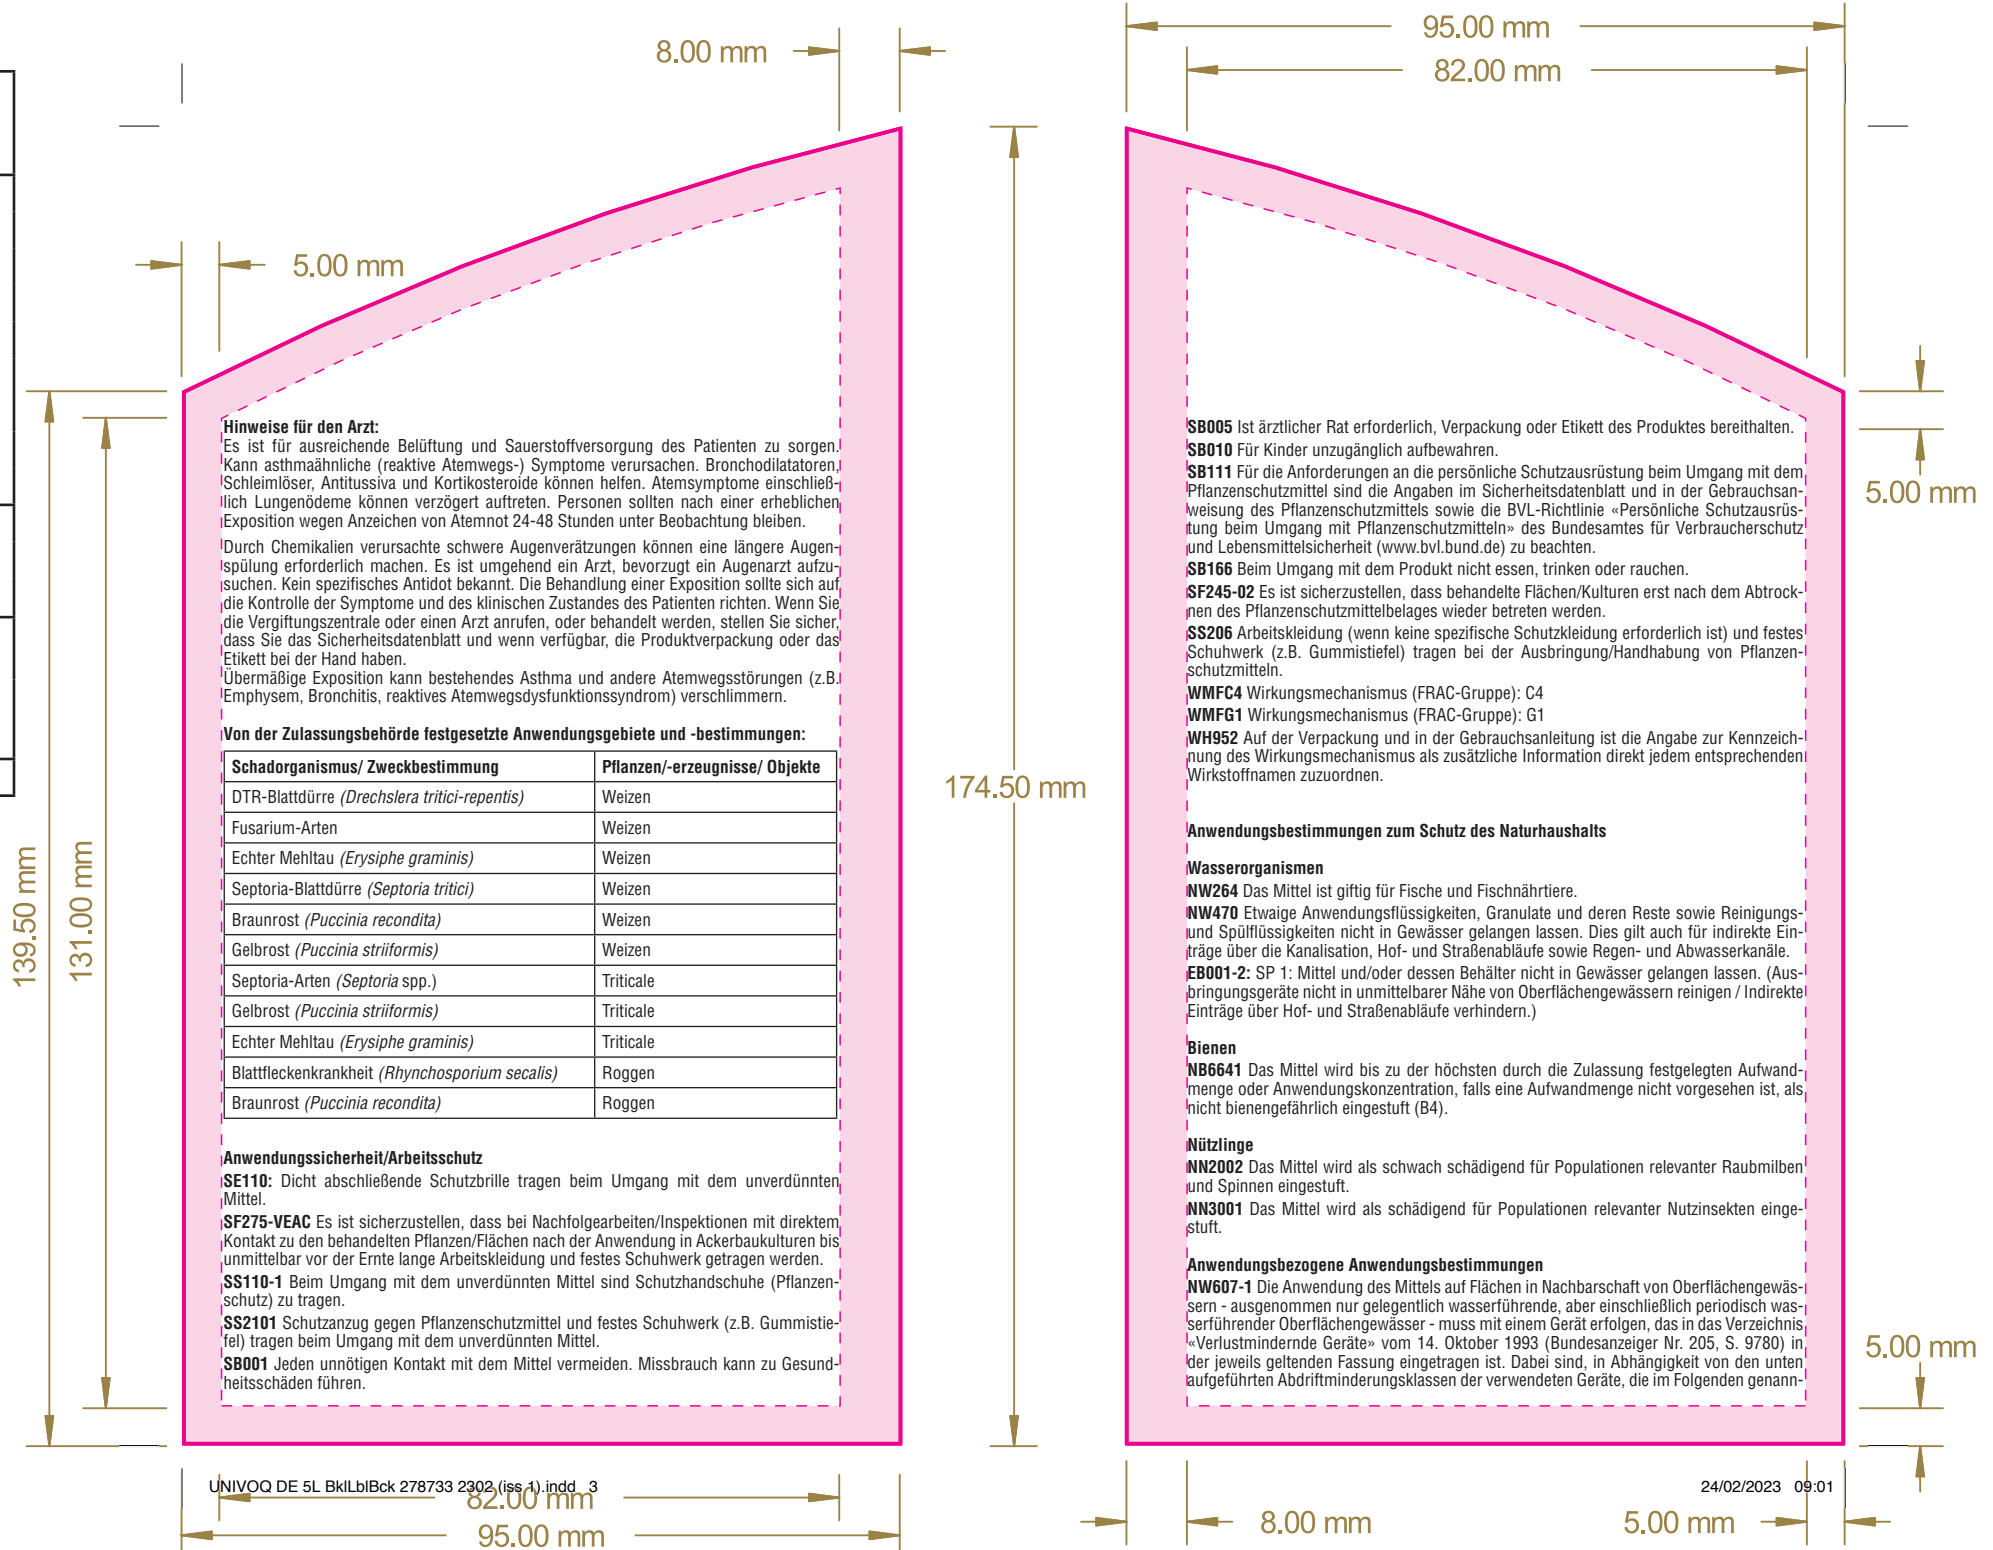 8.00 mm
95.00 mm
82.00 mm
5.00 mm
139.50 mm
131.00 mm
Hinweise für den Arzt:
Es ist für ausreichende Belüftung und Sauerstoffversorgung des Patienten zu sorgen.
Kann asthmaähnliche (reaktive Atemwegs-) Symptome verursachen. Bronchodilatatoren,
Schleimlöser, Antitussiva und Kortikosteroide können helfen. Atemsymptome einschließ-
lich Lungenödeme können verzögert auftreten. Personen sollten nach einer erheblichen
Exposition wegen Anzeichen von Atemnot 24-48 Stunden unter Beobachtung bleiben.
Durch Chemikalien verursachte schwere Augenverätzungen können eine längere Augen-
spülung erforderlich machen. Es ist umgehend ein Arzt, bevorzugt ein Augenarzt aufzu-
suchen. Kein spezifisches Antidot bekannt. Die Behandlung einer Exposition sollte sich auf
die Kontrolle der Symptome und des klinischen Zustandes des Patienten richten. Wenn Sie
die Vergiftungszentrale oder einen Arzt anrufen, oder behandelt werden, stellen Sie sicher,
dass Sie das Sicherheitsdatenblatt und wenn verfügbar, die Produktverpackung oder das
Etikett bei der Hand haben.
Übermäßige Exposition kann bestehendes Asthma und andere Atemwegsstörungen (z.B.
Emphysem, Bronchitis, reaktives Atemwegsdysfunktionssyndrom) verschlimmern.
Von der Zulassungsbehörde festgesetzte Anwendungsgebiete und -bestimmungen:
Schadorganismus/ Zweckbestimmung Pflanzen/-erzeugnisse/ Objekte
DTR-Blattdürre (Drechslera tritici-repentis) Weizen
Fusarium-Arten Weizen
Echter Mehltau (Erysiphe graminis) Weizen
Septoria-Blattdürre (Septoria tritici) Weizen
Braunrost (Puccinia recondita) Weizen
Gelbrost (Puccinia striiformis) Weizen
Septoria-Arten (Septoria spp.) Triticale
Gelbrost (Puccinia striiformis) Triticale
Echter Mehltau (Erysiphe graminis) Triticale
Blattfleckenkrankheit (Rhynchosporium secalis) Roggen
Braunrost (Puccinia recondita) Roggen
Anwendungssicherheit/Arbeitsschutz
SE110: Dicht abschließende Schutzbrille tragen beim Umgang mit dem unverdünnten
Mittel.
SF275-VEAC Es ist sicherzustellen, dass bei Nachfolgearbeiten/Inspektionen mit direktem
Kontakt zu den behandelten Pflanzen/Flächen nach der Anwendung in Ackerbaukulturen bis
unmittelbar vor der Ernte lange Arbeitskleidung und festes Schuhwerk getragen werden.
SS110-1 Beim Umgang mit dem unverdünnten Mittel sind Schutzhandschuhe (Pflanzen-
schutz) zu tragen.
SS2101 Schutzanzug gegen Pflanzenschutzmittel und festes Schuhwerk (z.B. Gummistie-
fel) tragen beim Umgang mit dem unverdünnten Mittel.
SB001 Jeden unnötigen Kontakt mit dem Mittel vermeiden. Missbrauch kann zu Gesund-
heitsschäden führen.
174.50 mm
SB005 Ist ärztlicher Rat erforderlich, Verpackung oder Etikett des Produktes bereithalten.
SB010 Für Kinder unzugänglich aufbewahren.
SB111 Für die Anforderungen an die persönliche Schutzausrüstung beim Umgang mit dem
Pflanzenschutzmittel sind die Angaben im Sicherheitsdatenblatt und in der Gebrauchsan-
weisung des Pflanzenschutzmittels sowie die BVL-Richtlinie «Persönliche Schutzausrüs-
tung beim Umgang mit Pflanzenschutzmitteln» des Bundesamtes für Verbraucherschutz
und Lebensmittelsicherheit (www.bvl.bund.de) zu beachten.
SB166 Beim Umgang mit dem Produkt nicht essen, trinken oder rauchen.
SF245-02 Es ist sicherzustellen, dass behandelte Flächen/Kulturen erst nach dem Abtrock-
nen des Pflanzenschutzmittelbelages wieder betreten werden.
SS206 Arbeitskleidung (wenn keine spezifische Schutzkleidung erforderlich ist) und festes
Schuhwerk (z.B. Gummistiefel) tragen bei der Ausbringung/Handhabung von Pflanzen-
schutzmitteln.
WMFC4 Wirkungsmechanismus (FRAC-Gruppe): C4
WMFG1 Wirkungsmechanismus (FRAC-Gruppe): G1
WH952 Auf der Verpackung und in der Gebrauchsanleitung ist die Angabe zur Kennzeich-
nung des Wirkungsmechanismus als zusätzliche Information direkt jedem entsprechenden
Wirkstoffnamen zuzuordnen.
Anwendungsbestimmungen zum Schutz des Naturhaushalts
Wasserorganismen
NW264 Das Mittel ist giftig für Fische und Fischnährtiere.
NW470 Etwaige Anwendungsflüssigkeiten, Granulate und deren Reste sowie Reinigungs-
und Spülflüssigkeiten nicht in Gewässer gelangen lassen. Dies gilt auch für indirekte Ein-
träge über die Kanalisation, Hof- und Straßenabläufe sowie Regen- und Abwasserkanäle.
EB001-2: SP 1: Mittel und/oder dessen Behälter nicht in Gewässer gelangen lassen. (Aus-
bringungsgeräte nicht in unmittelbarer Nähe von Oberflächengewässern reinigen / Indirekte
Einträge über Hof- und Straßenabläufe verhindern.)
Bienen
NB6641 Das Mittel wird bis zu der höchsten durch die Zulassung festgelegten Aufwand-
menge oder Anwendungskonzentration, falls eine Aufwandmenge nicht vorgesehen ist, als
nicht bienengefährlich eingestuft (B4).
Nützlinge
NN2002 Das Mittel wird als schwach schädigend für Populationen relevanter Raubmilben
und Spinnen eingestuft.
NN3001 Das Mittel wird als schädigend für Populationen relevanter Nutzinsekten einge-
stuft.
Anwendungsbezogene Anwendungsbestimmungen
NW607-1 Die Anwendung des Mittels auf Flächen in Nachbarschaft von Oberflächengewäs-
sern - ausgenommen nur gelegentlich wasserführende, aber einschließlich periodisch was-
serführender Oberflächengewässer - muss mit einem Gerät erfolgen, das in das Verzeichnis
«Verlustmindernde Geräte» vom 14. Oktober 1993 (Bundesanzeiger Nr. 205, S. 9780) in
der jeweils geltenden Fassung eingetragen ist. Dabei sind, in Abhängigkeit von den unten
aufgeführten Abdriftminderungsklassen der verwendeten Geräte, die im Folgenden genann-
5.00 mm
5.00 mm
UNIVOQ DE 5L BklLblBck 278733 2302 (iss 1).indd 3
24/02/2023 09:01
82.00 mm
95.00 mm
8.00 mm
5.00 mm